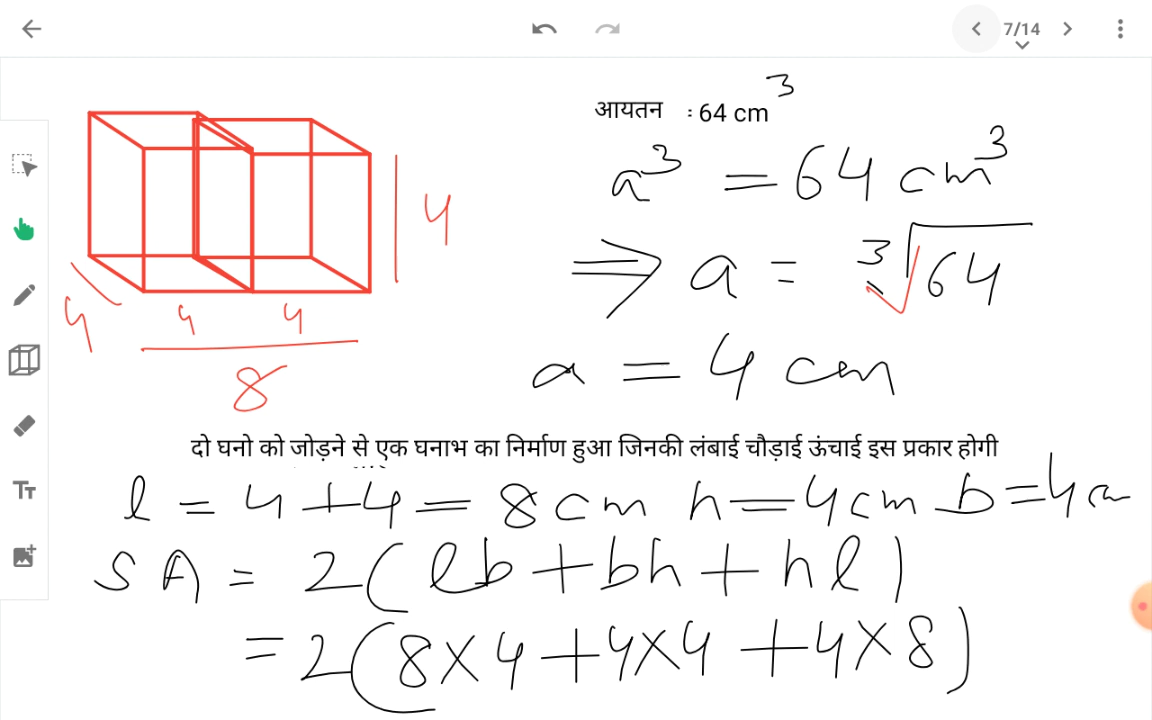 7/14
आयतन : 64 cm³
a³ = 64 cm³
⇒ a = ³√64
a = 4 cm
4
4
4 4
8
दो घनो को जोड़ने से एक घनाभ का निर्माण हुआ जिनकी लंबाई चौड़ाई ऊंचाई इस प्रकार होगी
l = 4+4 = 8 cm h = 4 cm b = 4 cm
SA = 2(lb + bh + hl)
= 2(8×4 + 4×4 + 4×8)
Tт